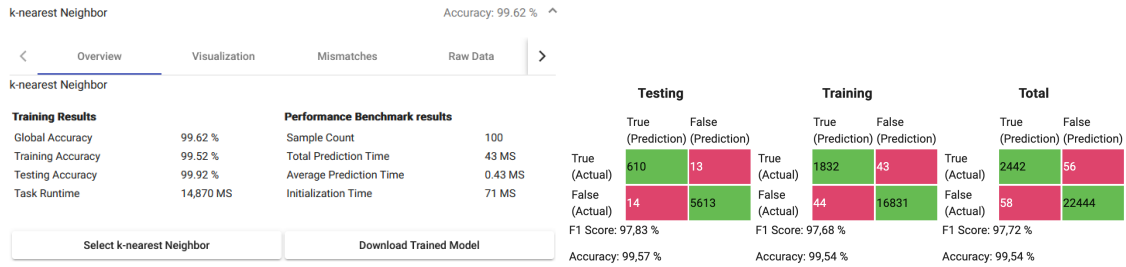 k-nearest Neighbor Accuracy: 99.62 %
Overview Visualization Mismatches Raw Data
k-nearest Neighbor
Training Results
Global Accuracy 99.62 %
Training Accuracy 99.52 %
Testing Accuracy 99.92 %
Task Runtime 14,870 MS
Performance Benchmark results
Sample Count 100
Total Prediction Time 43 MS
Average Prediction Time 0.43 MS
Initialization Time 71 MS
Select k-nearest Neighbor Download Trained Model
Testing
True False
(Prediction) (Prediction)
True
(Actual) 610 13
False
(Actual) 14 5613
F1 Score: 97,83 %
Accuracy: 99,57 %
Training
True False
(Prediction) (Prediction)
True
(Actual) 1832 43
False
(Actual) 44 16831
F1 Score: 97,68 %
Accuracy: 99,54 %
Total
True False
(Prediction) (Prediction)
True
(Actual) 2442 56
False
(Actual) 58 22444
F1 Score: 97,72 %
Accuracy: 99,54 %